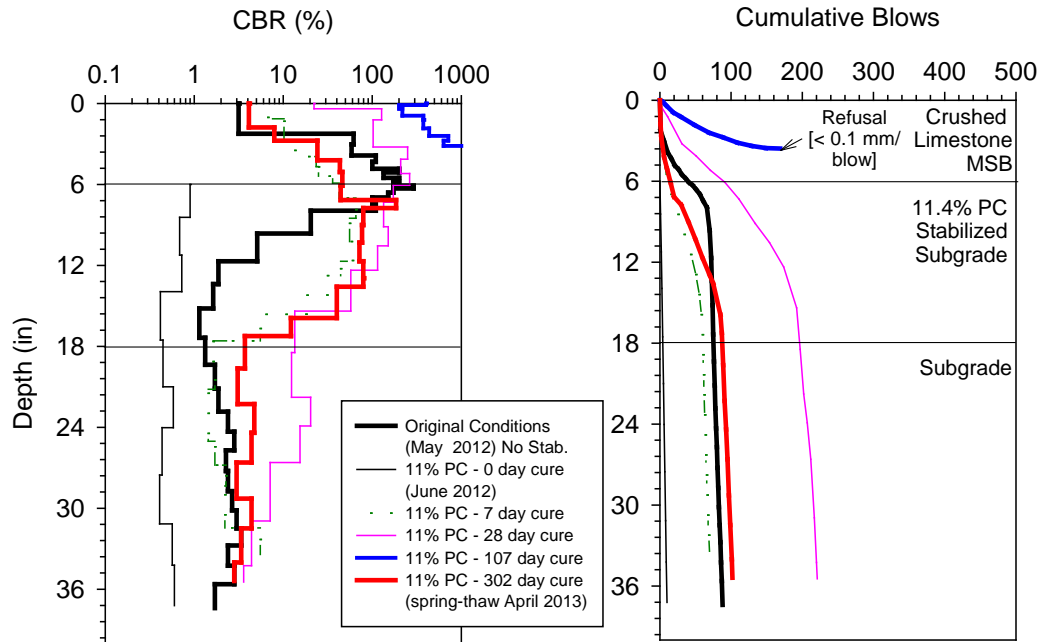 CBR (%)
0.1 1 10 100 1000
0
6
12
18
24
30
36
Depth (in)
Original Conditions
(May 2012) No Stab.
11% PC - 0 day cure
(June 2012)
11% PC - 7 day cure
11% PC - 28 day cure
11% PC - 107 day cure
11% PC - 302 day cure
(spring-thaw April 2013)
Cumulative Blows
0 100 200 300 400 500
0
6
12
18
24
30
36
Refusal
[< 0.1 mm/
blow]
Crushed
Limestone
MSB
11.4% PC
Stabilized
Subgrade
Subgrade